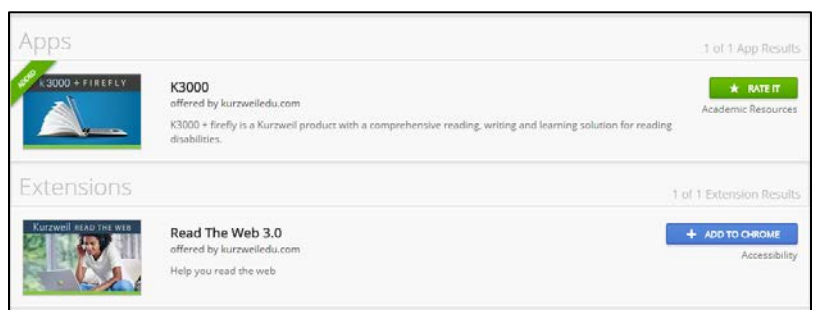 Apps
1 of 1 App Results
ADDED
k3000 + FIREFLY
K3000
offered by kurzweiledu.com
K3000 + firefly is a Kurzweil product with a comprehensive reading, writing and learning solution for reading
disabilities.
★ RATE IT
Academic Resources
Extensions
1 of 1 Extension Results
Kurzweil READ THE WEB
Read The Web 3.0
offered by kurzweiledu.com
Help you read the web
+ ADD TO CHROME
Accessibility